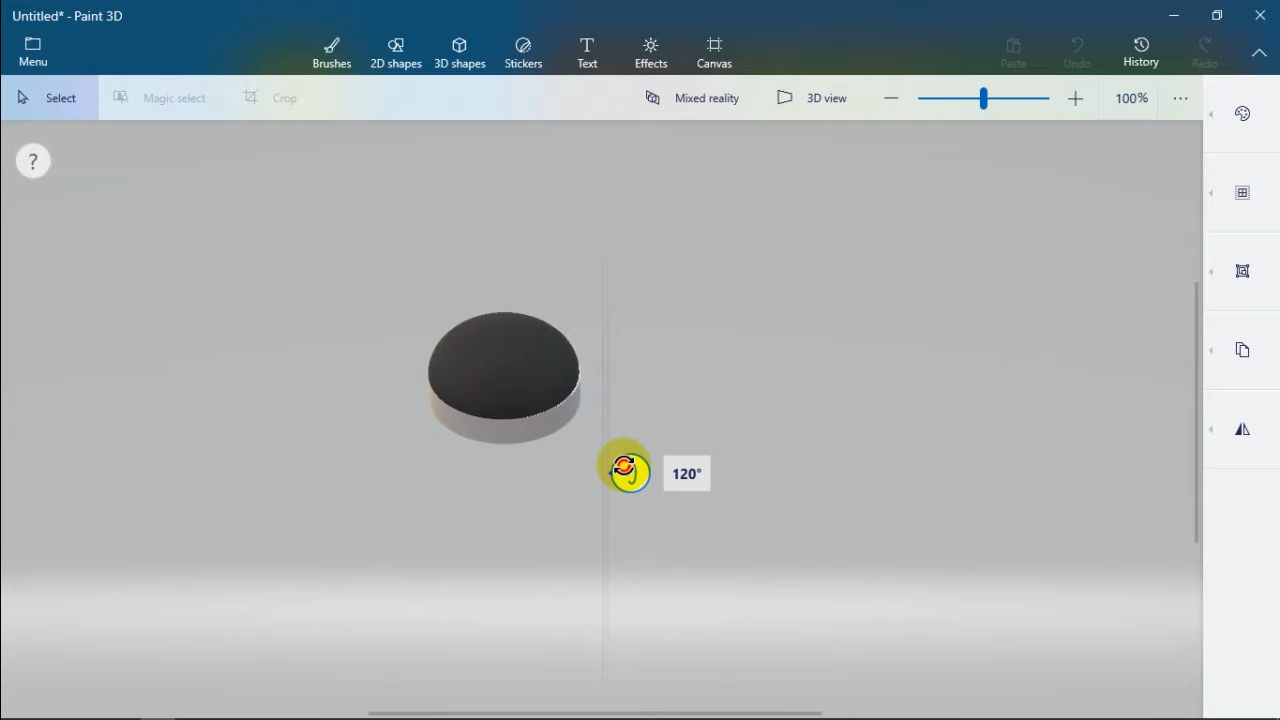 Untitled* - Paint 3D
Menu
Brushes
2D shapes
3D shapes
Stickers
Text
Effects
Canvas
Paste
Undo
History
Redo
Select
Magic select
Crop
Mixed reality
3D view
100%
?
120°